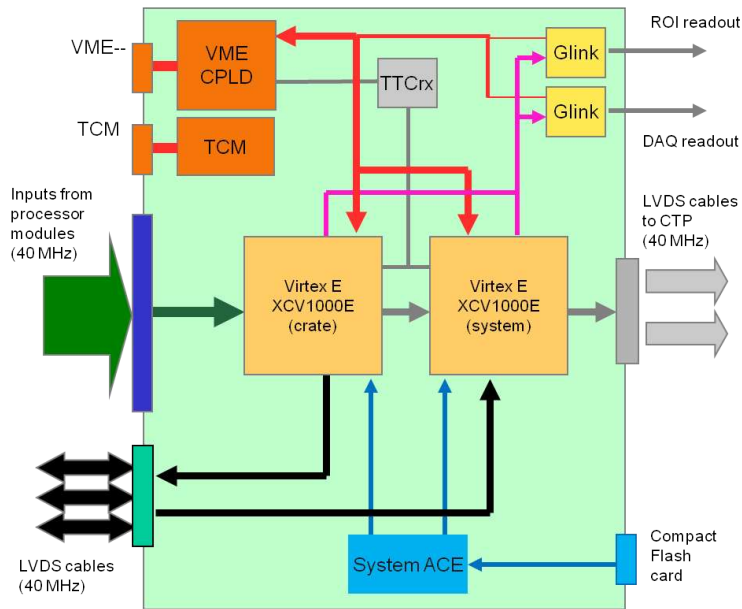 VME--
VME
CPLD
TTCrx
Glink
ROI readout
Glink
DAQ readout
TCM
TCM
Inputs from
processor
modules
(40 MHz)
LVDS cables
to CTP
(40 MHz)
Virtex E
XCV1000E
(crate)
Virtex E
XCV1000E
(system)
LVDS cables
(40 MHz)
System ACE
Compact
Flash
card